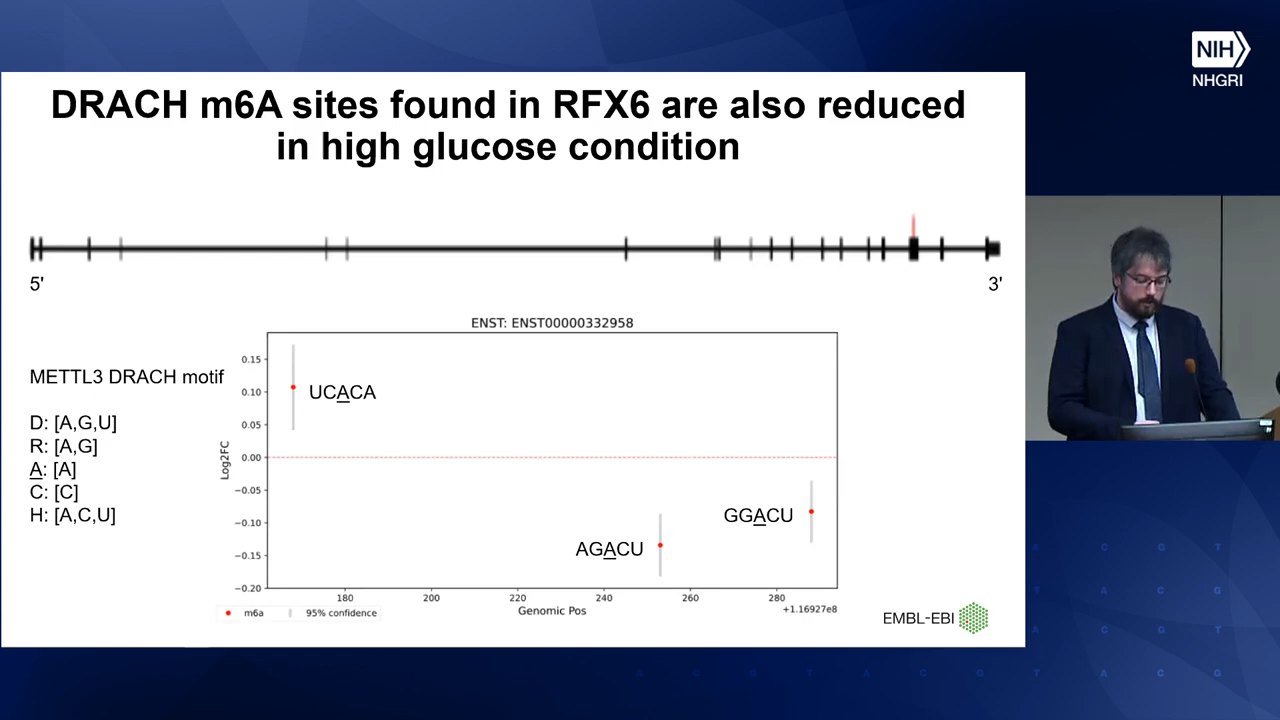 NIH
NHGRI
DRACH m6A sites found in RFX6 are also reduced
in high glucose condition
5'
3'
ENST: ENST00000332958
METTL3 DRACH motif
D: [A,G,U]
R: [A,G]
A: [A]
C: [C]
H: [A,C,U]
Log2FC
0.15
0.10
0.05
0.00
−0.05
−0.10
−0.15
−0.20
UCACA
AGACU
GGACU
180
200
220
240
260
280
Genomic Pos
+1.16927e8
m6a
95% confidence
EMBL-EBI
A C G T
A C G
A C G T
A C G T A C G T A C G